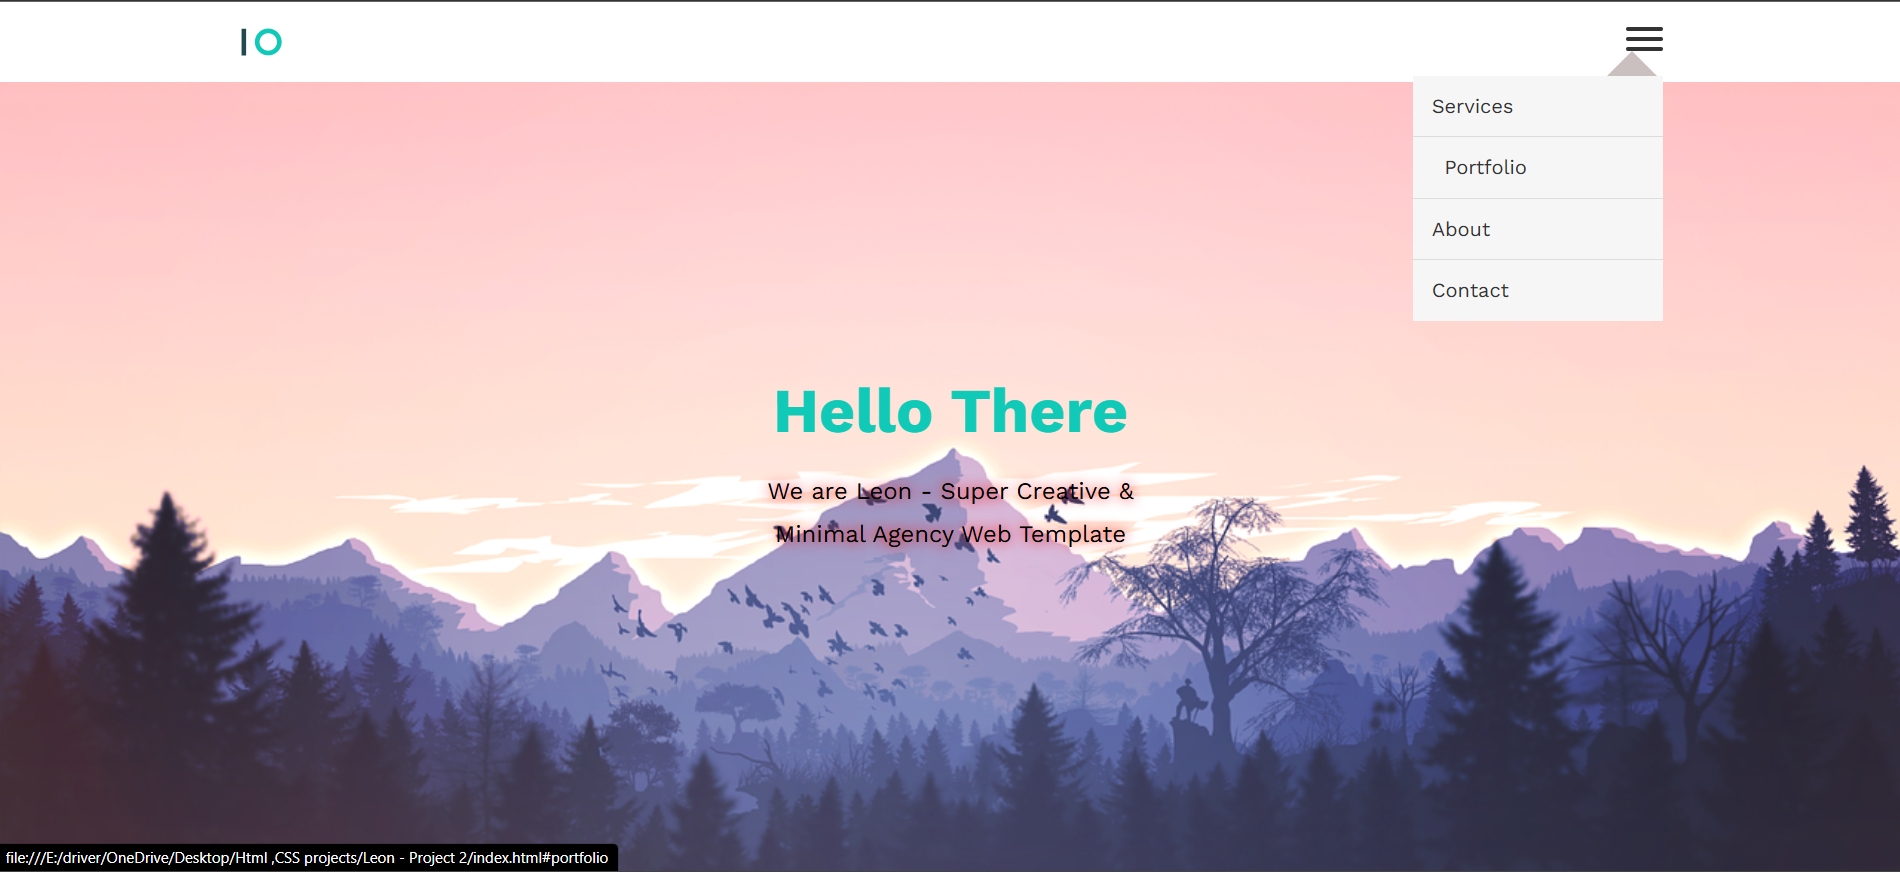 IO
Services
Portfolio
About
Contact
Hello There
We are Leon - Super Creative &
Minimal Agency Web Template
file:///E:/driver/OneDrive/Desktop/Html ,CSS projects/Leon - Project 2/index.html#portfolio